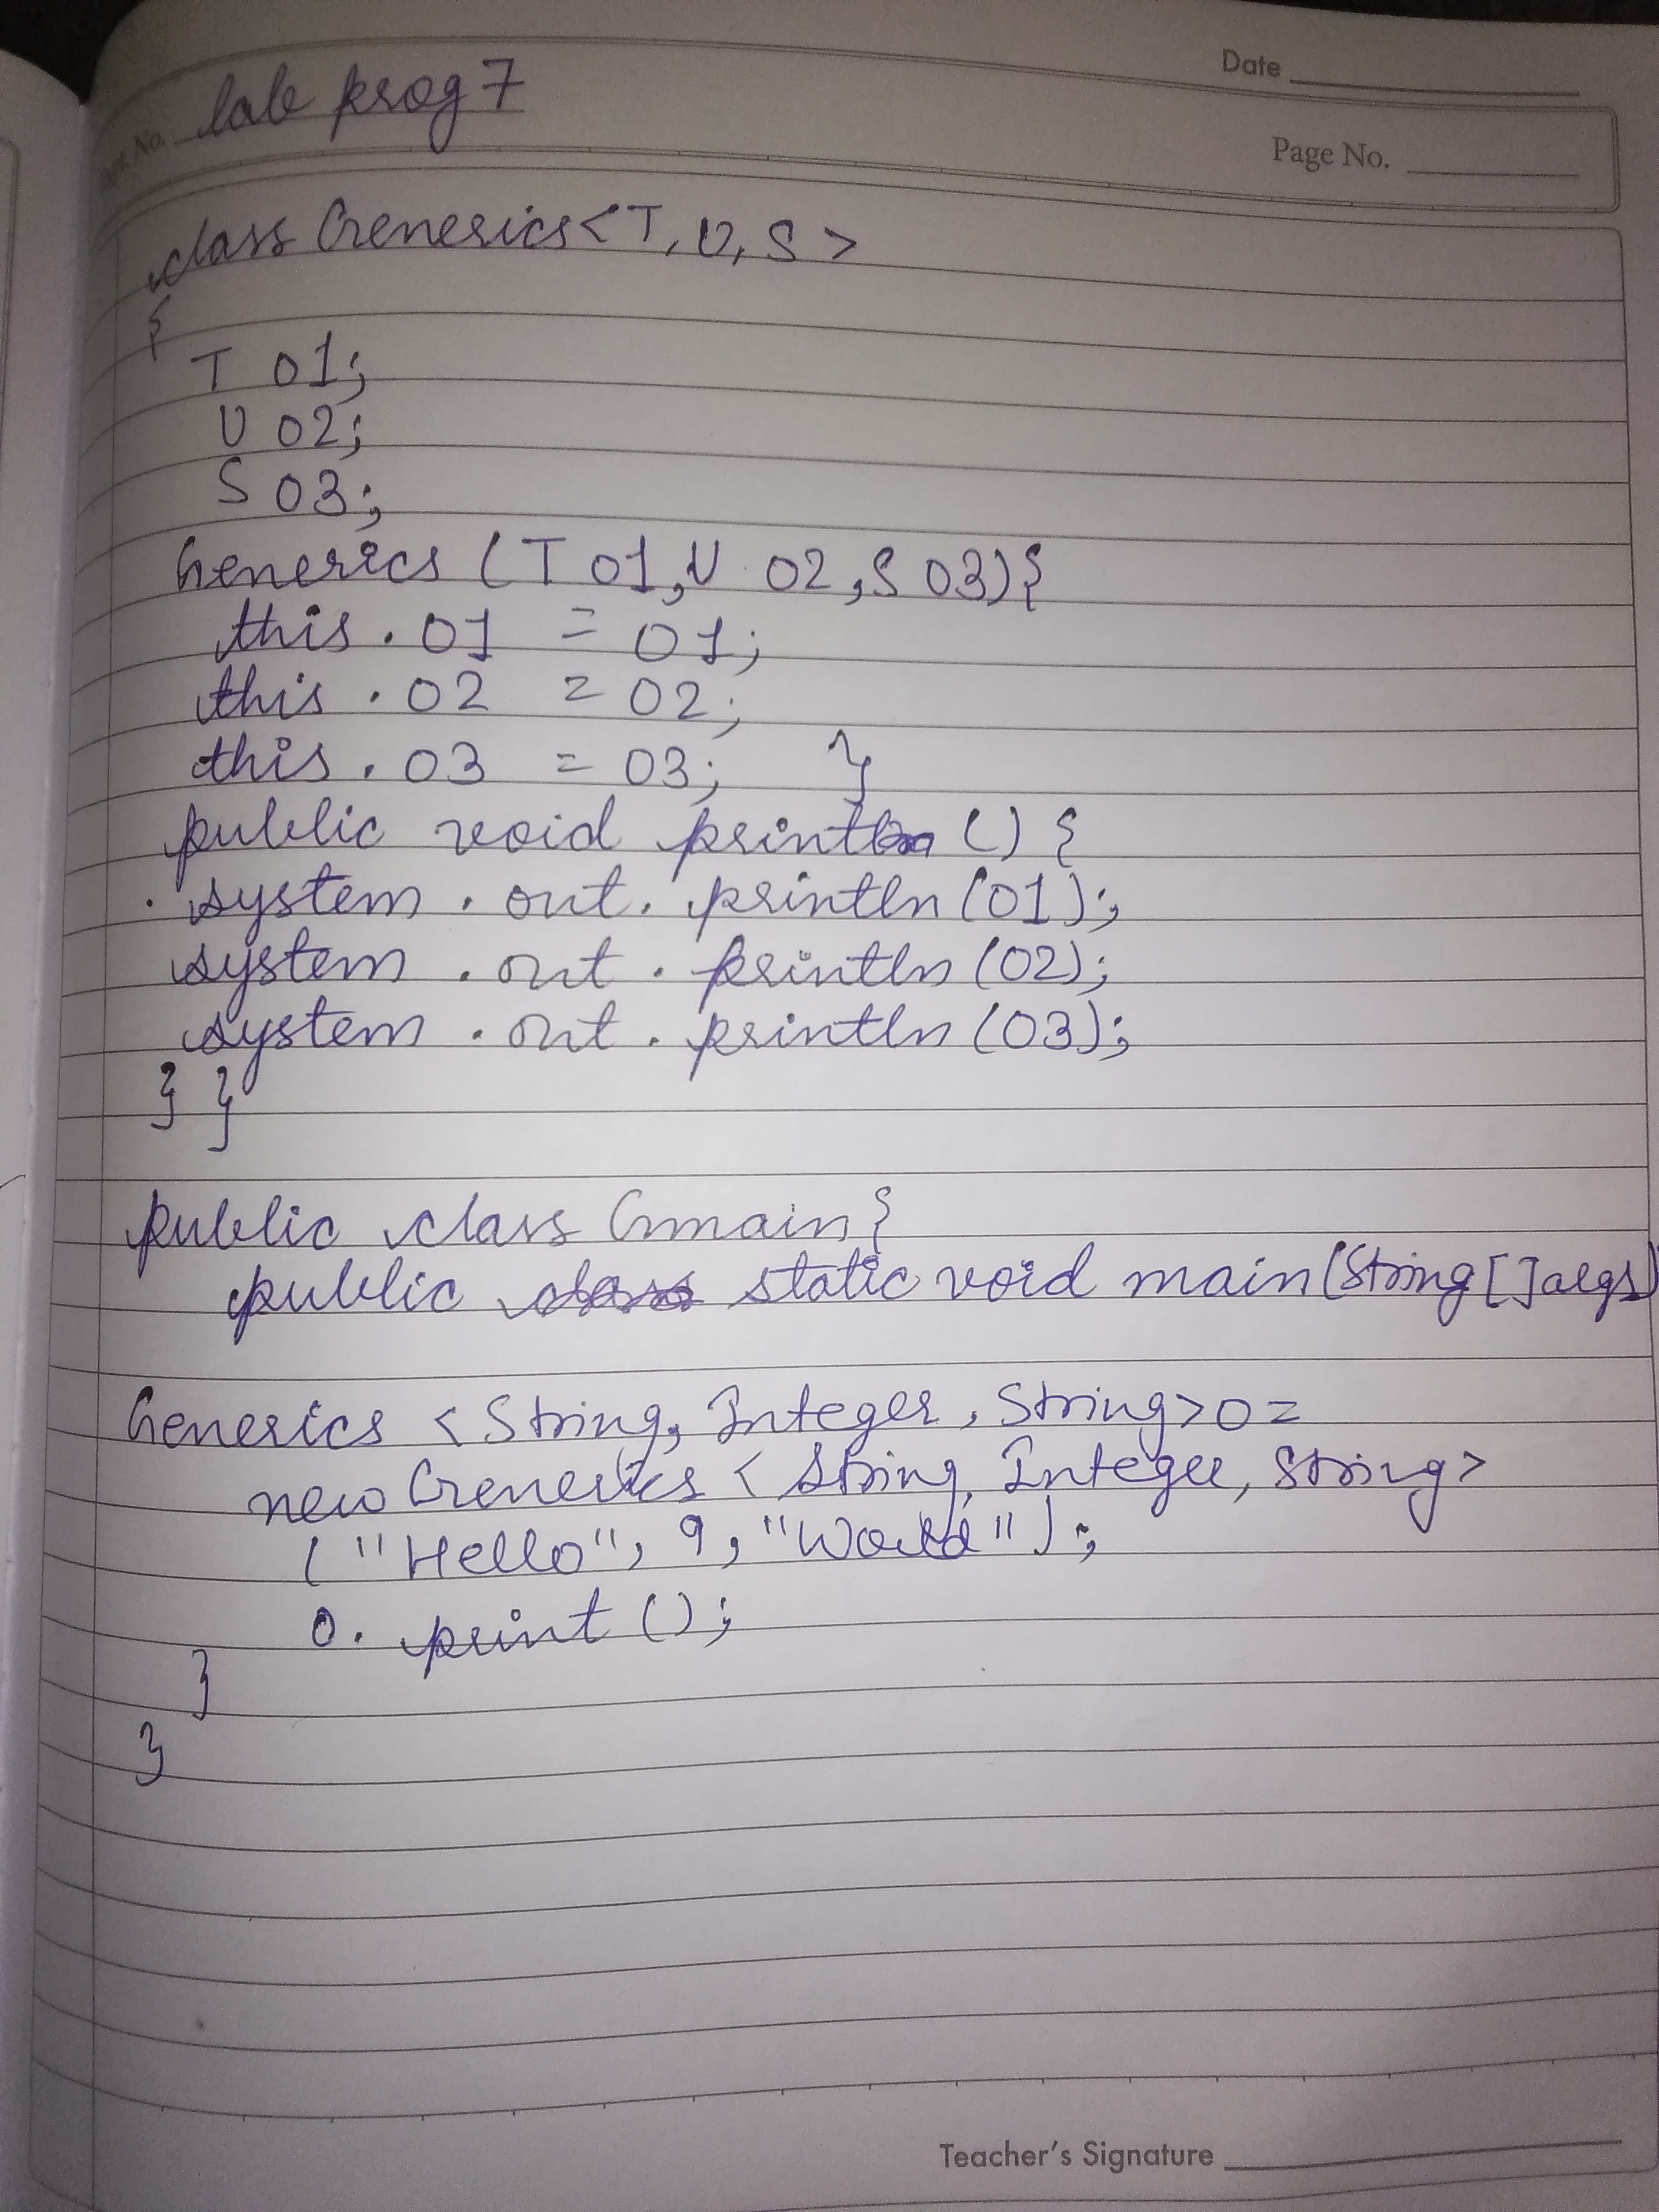 Date
Expt. No. lab prog 7
Page No.
class Generics<T, U, S>
{
T o1;
U o2;
S o3;
Generics (T o1, U o2, S o3){
this . o1 = o1;
this . o2 = o2;
this . o3 = o3; }
public void print () {
system . out . println (o1);
system . out . println (o2);
system . out . println (o3);
} }
public class Gmain {
public static void main (String [] args)
Generics < String, Integer, String> o =
new Generics < String, Integer, String>
( "Hello", 9, "World" );
o. print ();
}
}
Teacher's Signature